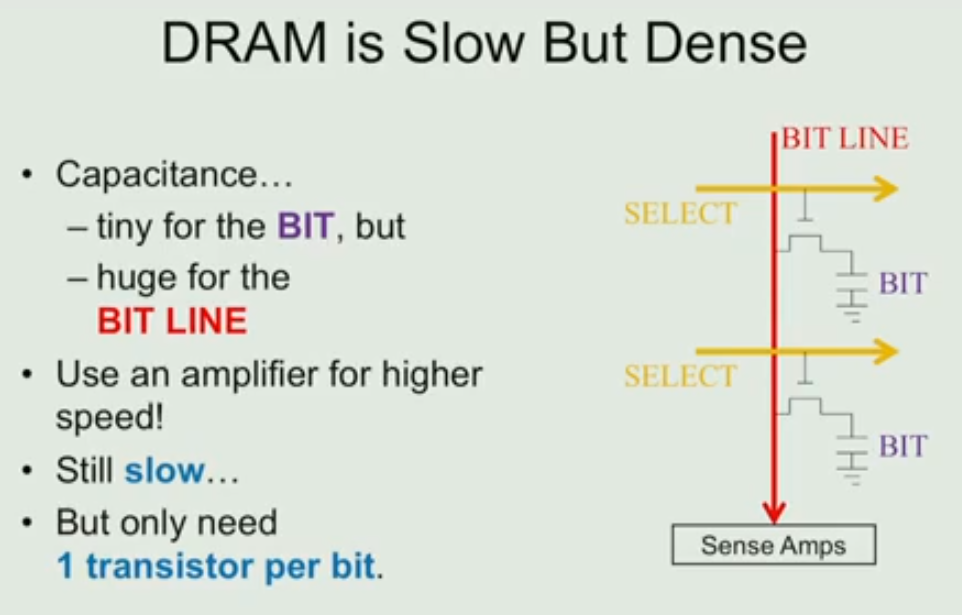 DRAM is Slow But Dense
• Capacitance…
– tiny for the BIT, but
– huge for the
BIT LINE
• Use an amplifier for higher
speed!
• Still slow…
• But only need
1 transistor per bit.
BIT LINE
SELECT
BIT
SELECT
BIT
Sense Amps